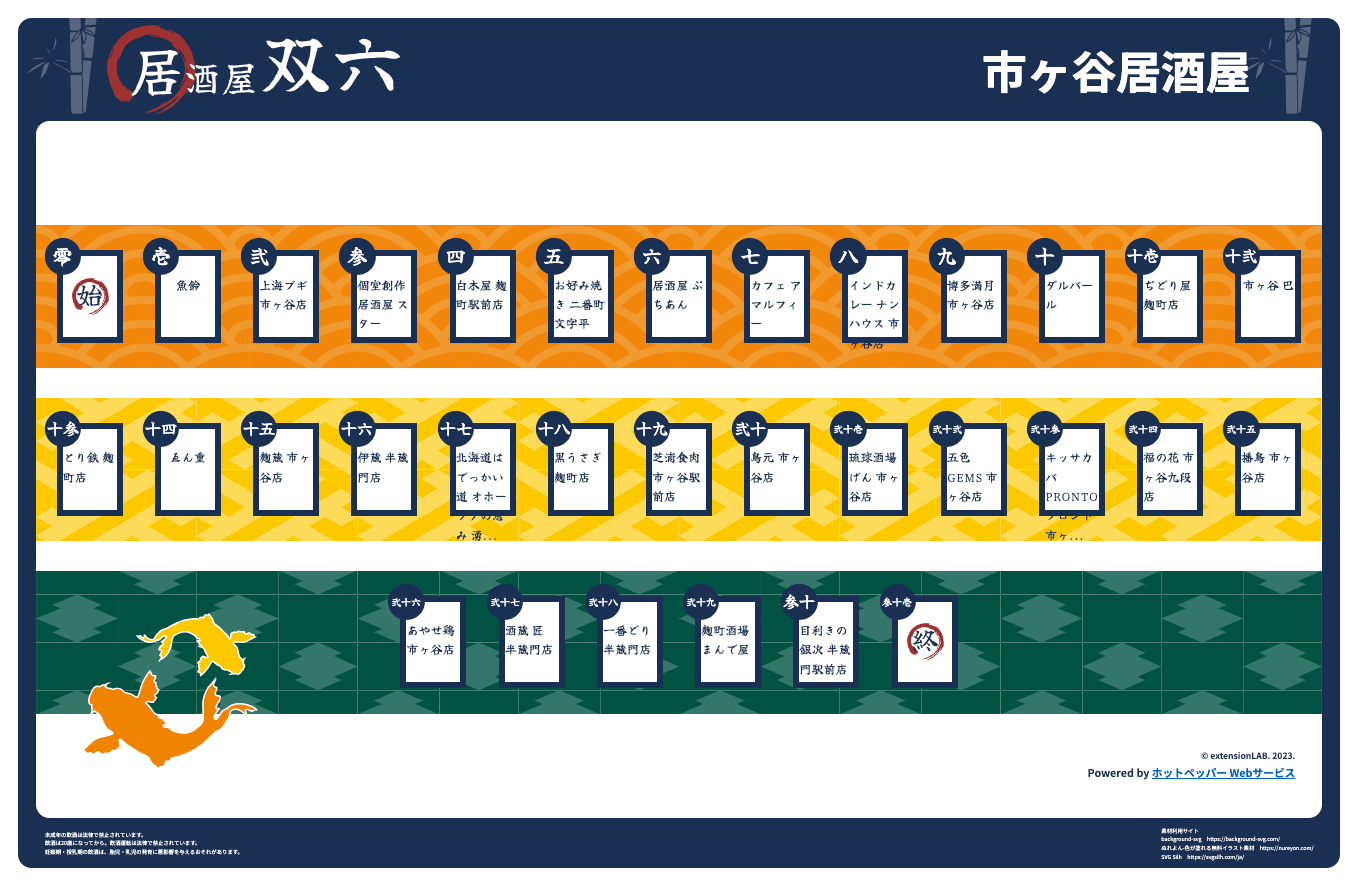 居酒屋双六
市ヶ谷居酒屋
零
始
壱
魚鈴
弐
上海ブギ
市ヶ谷店
参
個室創作
居酒屋 ス
ター
四
白木屋 麹
町駅前店
五
お好み焼
き 二番町
文字平
六
居酒屋 ぷ
ちあん
七
カフェ ア
マルフィ
ー
八
インドカ
レー ナン
ハウス 市
ヶ谷店
九
博多満月
市ヶ谷店
十
ダルバー
ル
十壱
ぢどり屋
麹町店
十弐
市ヶ谷 巴
十参
とり鉄 麹
町店
十四
ゑん重
十五
麹蔵 市ヶ
谷店
十六
伊蔵 半蔵
門店
十七
北海道は
でっかい
道 オホー
ツクの恵
み 湧...
十八
黒うさぎ
麹町店
十九
芝浦食肉
市ヶ谷駅
前店
弐十
鳥元 市ヶ
谷店
弐十壱
琉球酒場
げん 市ヶ
谷店
弐十弐
五色
GEMS 市
ヶ谷店
弐十参
キッサカ
バ
PRONTO
プロント
市ヶ...
弐十四
福の花 市
ヶ谷九段
店
弐十五
播鳥 市ヶ
谷店
弐十六
あやせ鶏
市ヶ谷店
弐十七
酒蔵 匠
半蔵門店
弐十八
一番どり
半蔵門店
弐十九
麹町酒場
まんで屋
参十
目利きの
銀次 半蔵
門駅前店
参十壱
終
© extensionLAB. 2023.
Powered by ホットペッパー Webサービス
未成年の飲酒は法律で禁止されています。
飲酒は20歳になってから。飲酒運転は法律で禁止されています。
妊娠期・授乳期の飲酒は、胎児・乳児の発育に悪影響を与えるおそれがあります。
素材利用サイト
background-svg https://background-svg.com/
ぬれよん-色が塗れる無料イラスト素材 https://nureyon.com/
SVG Silh https://svgsilh.com/ja/